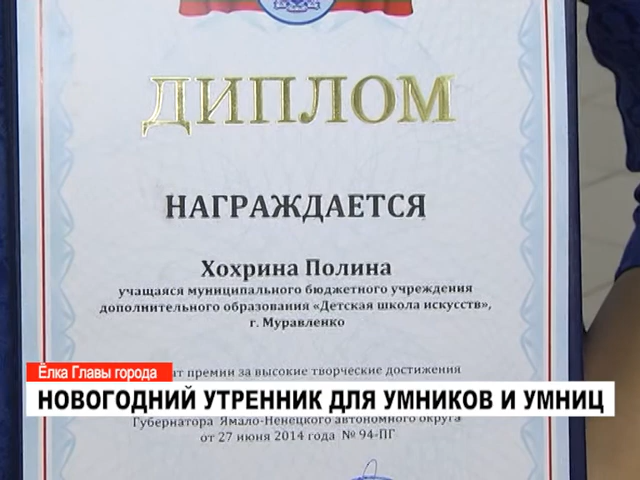 ДИПЛОМ
НАГРАЖДАЕТСЯ
Хохрина Полина
учащаяся муниципального бюджетного учреждения
дополнительного образования «Детская школа искусств»,
г. Муравленко
премии за высокие творческие достижения
Ёлка Главы города
НОВОГОДНИЙ УТРЕННИК ДЛЯ УМНИКОВ И УМНИЦ
Губернатора Ямало-Ненецкого автономного округа
от 27 июня 2014 года № 94-ПГ